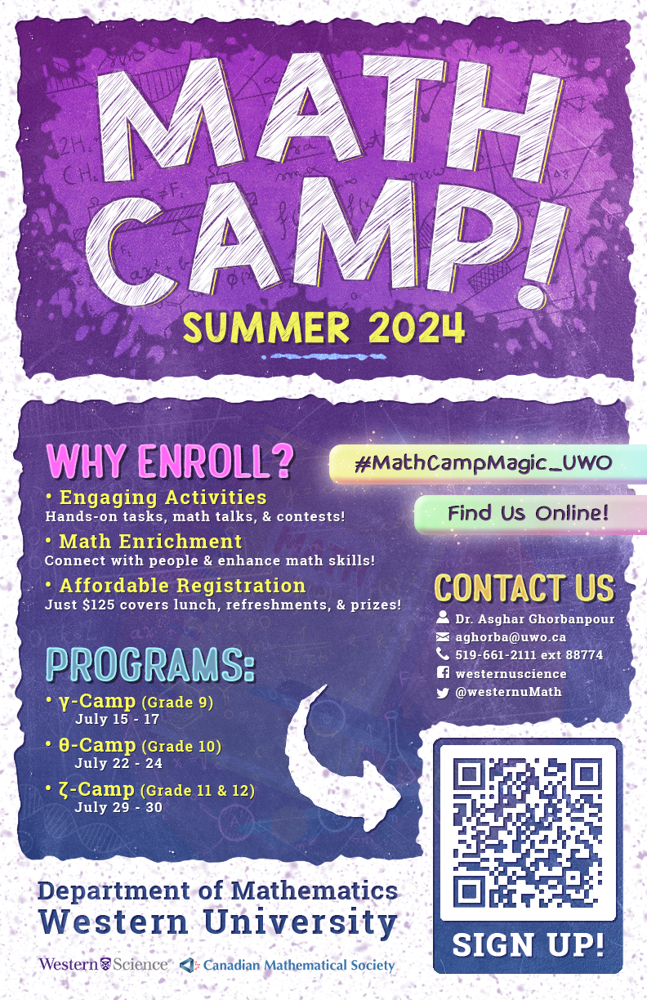 MATH
CAMP!
SUMMER 2024
WHY ENROLL?
• Engaging Activities
Hands-on tasks, math talks, & contests!
• Math Enrichment
Connect with people & enhance math skills!
• Affordable Registration
Just $125 covers lunch, refreshments, & prizes!
#MathCampMagic_UWO
Find Us Online!
CONTACT US
Dr. Asghar Ghorbanpour
aghorba@uwo.ca
519-661-2111 ext 88774
westernuscience
@westernuMath
PROGRAMS:
• γ-Camp (Grade 9)
July 15 - 17
• θ-Camp (Grade 10)
July 22 - 24
• ζ-Camp (Grade 11 & 12)
July 29 - 30
SIGN UP!
Department of Mathematics
Western University
Western Science
Canadian Mathematical Society